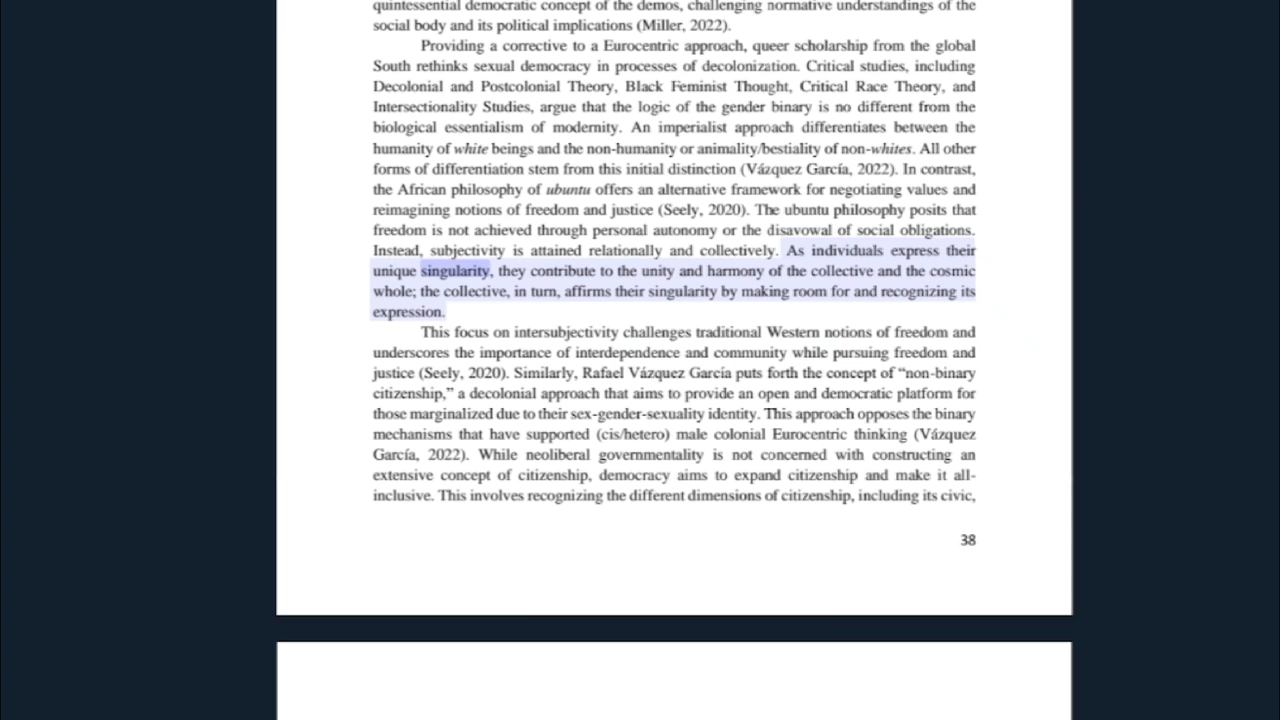 quintessential democratic concept of the demos, challenging normative understandings of the
social body and its political implications (Miller, 2022).
Providing a corrective to a Eurocentric approach, queer scholarship from the global
South rethinks sexual democracy in processes of decolonization. Critical studies, including
Decolonial and Postcolonial Theory, Black Feminist Thought, Critical Race Theory, and
Intersectionality Studies, argue that the logic of the gender binary is no different from the
biological essentialism of modernity. An imperialist approach differentiates between the
humanity of white beings and the non-humanity or animality/bestiality of non-whites. All other
forms of differentiation stem from this initial distinction (Vázquez García, 2022). In contrast,
the African philosophy of ubuntu offers an alternative framework for negotiating values and
reimagining notions of freedom and justice (Seely, 2020). The ubuntu philosophy posits that
freedom is not achieved through personal autonomy or the disavowal of social obligations.
Instead, subjectivity is attained relationally and collectively. As individuals express their
unique singularity, they contribute to the unity and harmony of the collective and the cosmic
whole; the collective, in turn, affirms their singularity by making room for and recognizing its
expression.
This focus on intersubjectivity challenges traditional Western notions of freedom and
underscores the importance of interdependence and community while pursuing freedom and
justice (Seely, 2020). Similarly, Rafael Vázquez García puts forth the concept of “non-binary
citizenship,” a decolonial approach that aims to provide an open and democratic platform for
those marginalized due to their sex-gender-sexuality identity. This approach opposes the binary
mechanisms that have supported (cis/hetero) male colonial Eurocentric thinking (Vázquez
García, 2022). While neoliberal governmentality is not concerned with constructing an
extensive concept of citizenship, democracy aims to expand citizenship and make it all-
inclusive. This involves recognizing the different dimensions of citizenship, including its civic,
38